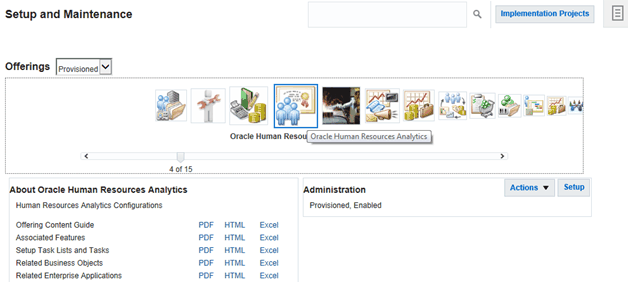 Setup and Maintenance
Implementation Projects
Offerings Provisioned
Oracle Human Resou
Oracle Human Resources Analytics
4 of 15
About Oracle Human Resources Analytics
Human Resources Analytics Configurations
Offering Content Guide PDF HTML Excel
Associated Features PDF HTML Excel
Setup Task Lists and Tasks PDF HTML Excel
Related Business Objects PDF HTML Excel
Related Enterprise Applications PDF HTML Excel
Administration
Actions Setup
Provisioned, Enabled